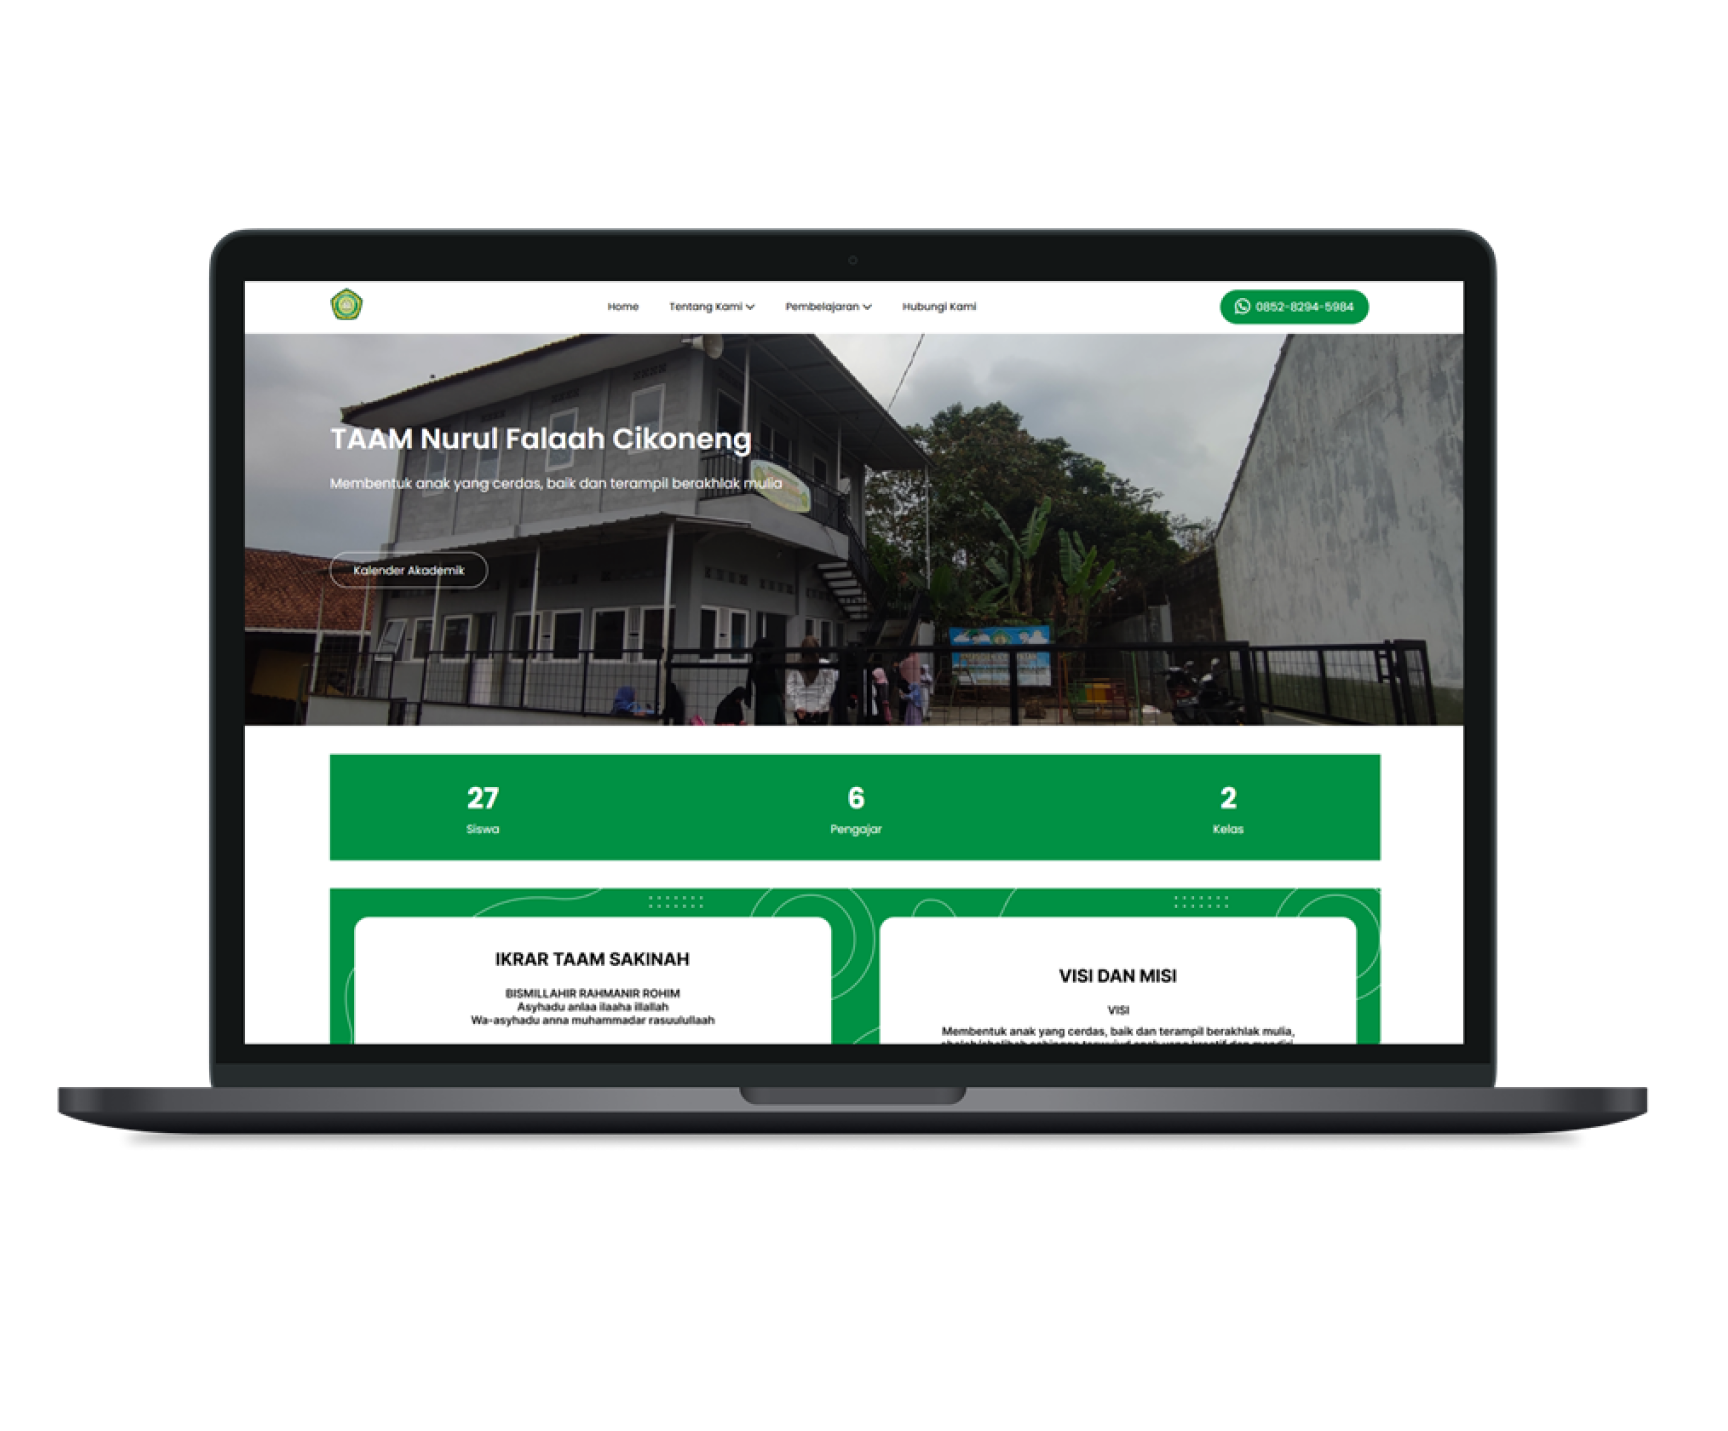 Home
Tentang Kami
Pembelajaran
Hubungi Kami
0852-8294-5984
TAAM Nurul Falaah Cikoneng
Membentuk anak yang cerdas, baik dan terampil berakhlak mulia
Kalender Akademik
27
Siswa
6
Pengajar
2
Kelas
IKRAR TAAM SAKINAH
BISMILLAHIR RAHMANIR ROHIM
Asyhadu anlaa ilaaha illallah
Wa-asyhadu anna muhammadar rasuulullaah
VISI DAN MISI
VISI
Membentuk anak yang cerdas, baik dan terampil berakhlak mulia,